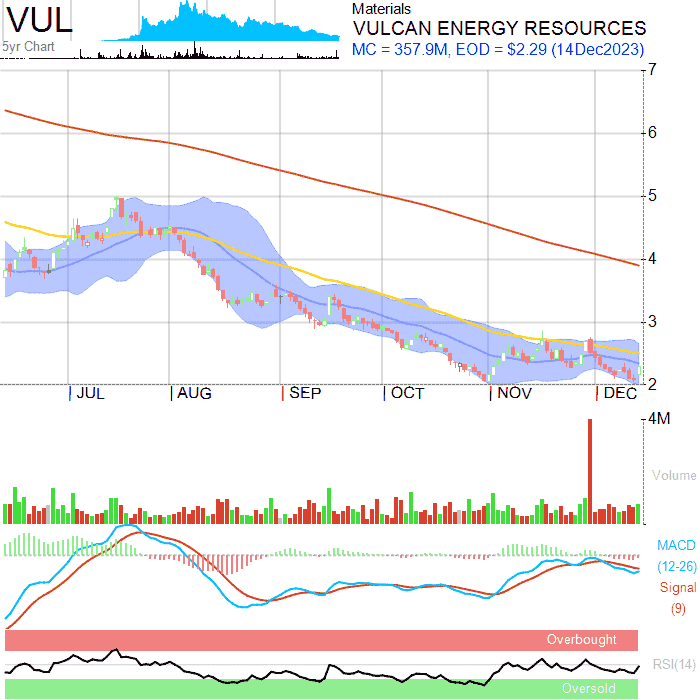 VUL
5yr Chart
Materials
VULCAN ENERGY RESOURCES
MC = 357.9M, EOD = $2.29 (14Dec2023)
7
6
5
4
3
2
JUL AUG SEP OCT NOV DEC
4M
Volume
MACD
(12-26)
Signal
(9)
Overbought
RSI(14)
Oversold